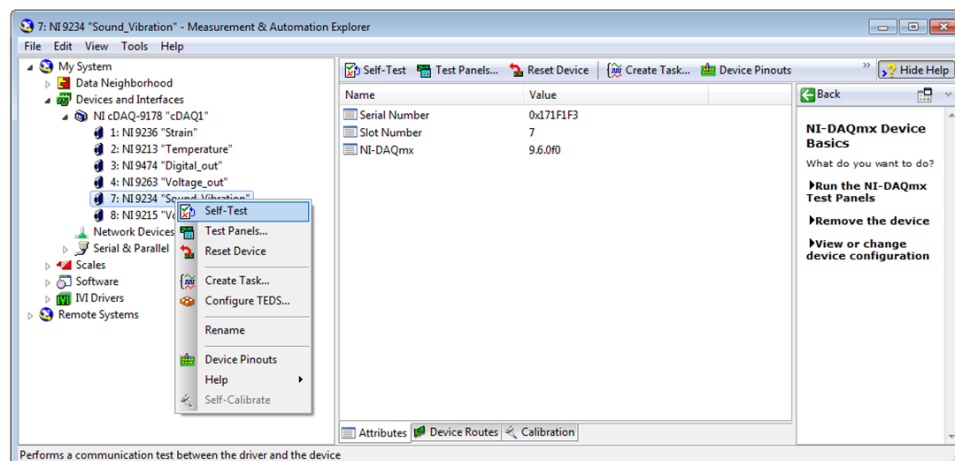 7: NI 9234 "Sound_Vibration" - Measurement & Automation Explorer
File Edit View Tools Help
My System
Data Neighborhood
Devices and Interfaces
NI cDAQ-9178 "cDAQ1"
1: NI 9236 "Strain"
2: NI 9213 "Temperature"
3: NI 9474 "Digital_out"
4: NI 9263 "Voltage_out"
7: NI 9234 "Sound_Vibration"
8: NI 9215 "Vo
Network Devices
Serial & Parallel
Scales
Software
IVI Drivers
Remote Systems
Self-Test
Test Panels...
Reset Device
Create Task...
Configure TEDS...
Rename
Device Pinouts
Help
Self-Calibrate
Self-Test Test Panels... Reset Device Create Task... Device Pinouts » Hide Help
Name Value
Serial Number 0x171F1F3
Slot Number 7
NI-DAQmx 9.6.0f0
Attributes Device Routes Calibration
Back
NI-DAQmx Device
Basics
What do you want to do?
Run the NI-DAQmx
Test Panels
Remove the device
View or change
device configuration
Performs a communication test between the driver and the device